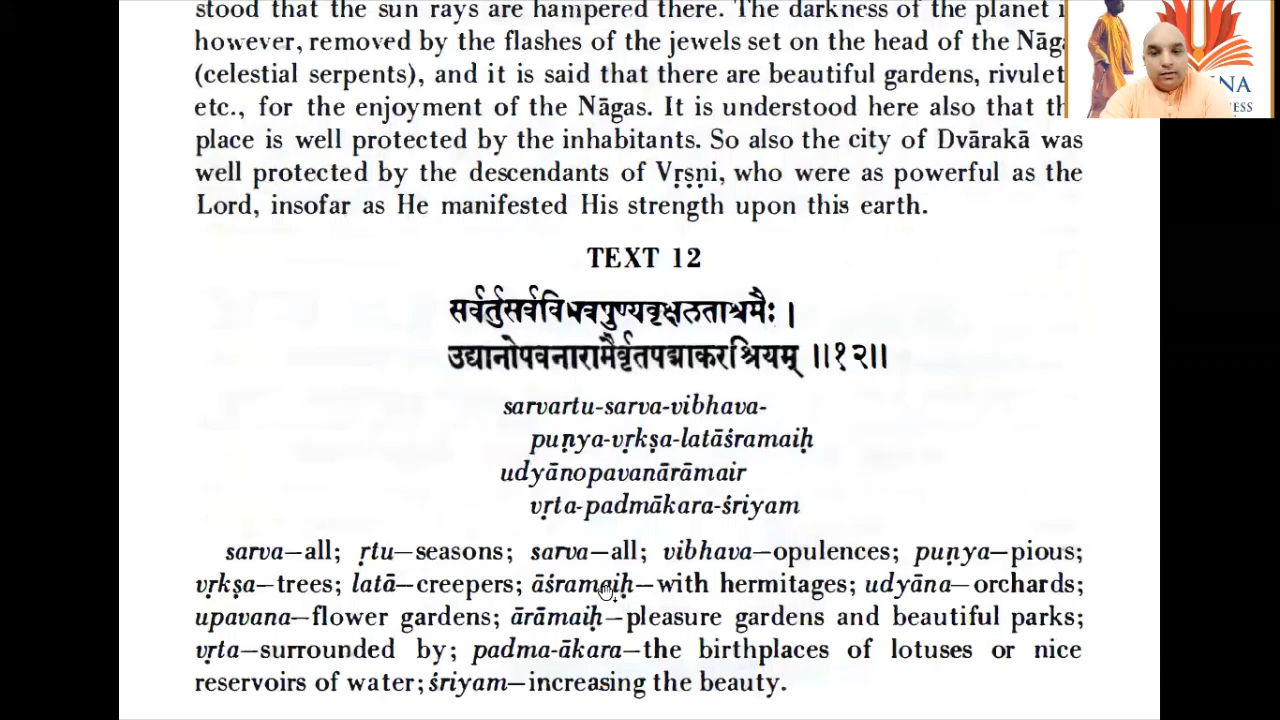 stood that the sun rays are hampered there. The darkness of the planet
however, removed by the flashes of the jewels set on the head of the
(celestial serpents), and it is said that there are beautiful gardens,
etc., for the enjoyment of the Nāgas. It is understood here also that
place is well protected by the inhabitants. So also the city of Dvārakā was
well protected by the descendants of Vṛṣṇi, who were as powerful as the
Lord, insofar as He manifested His strength upon this earth.
TEXT 12
सर्वर्तुसर्वविभवपुण्यवृक्षलताश्रमैः ।
उद्यानोपवनारामैर्वृतपद्माकरश्रियम् ॥१२॥
sarvartu-sarva-vibhava-
puṇya-vṛkṣa-latāśramaiḥ
udyānopavanārāmair
vṛta-padmākara-śriyam
sarva—all; ṛtu—seasons; sarva—all; vibhava—opulences; puṇya—pious;
vṛkṣa—trees; latā—creepers; āśramaiḥ—with hermitages; udyāna—orchards;
upavana—flower gardens; ārāmaiḥ—pleasure gardens and beautiful parks;
vṛta—surrounded by; padma-ākara—the birthplaces of lotuses or nice
reservoirs of water; śriyam—increasing the beauty.